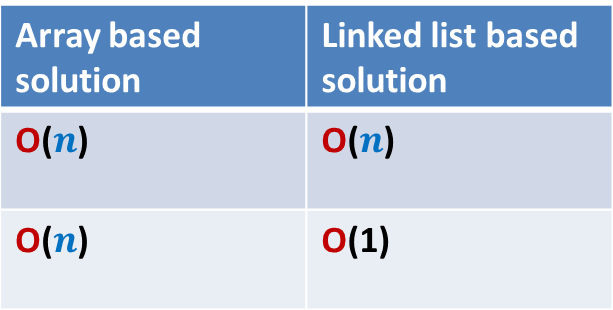 Array based
solution
Linked list based
solution
O(n)
O(n)
O(n)
O(1)